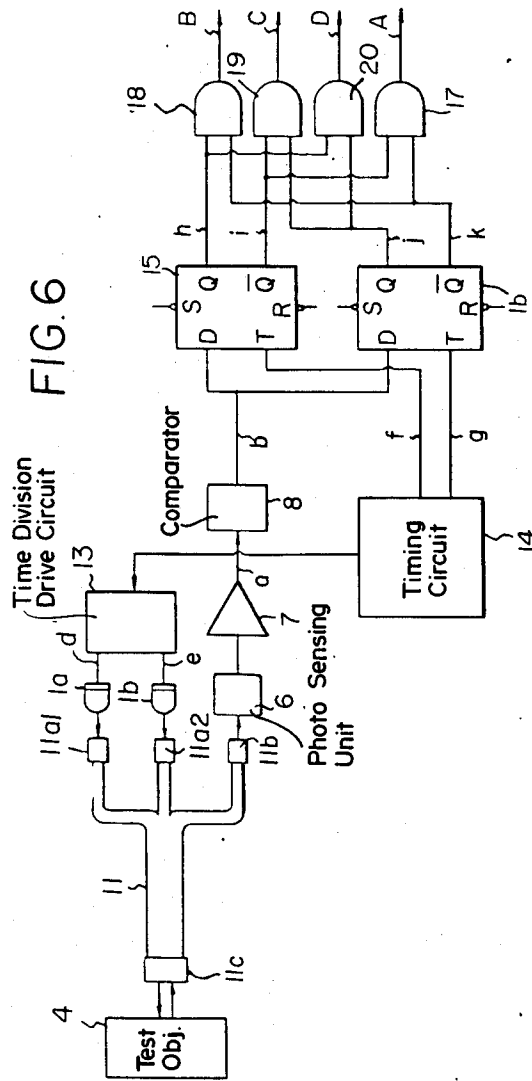 FIG. 6
4
Test
Obj.
11
11c
11a1
11a2
11b
1a
1b
d
e
Time Division
Drive Circuit
13
6
Photo Sensing
Unit
7
a
Comparator
8
b
14
Timing
Circuit
f
g
15
S
D
Q
T
Q
R
1b
S
D
Q
T
Q
R
h
i
j
k
18
19
20
17
B
C
D
A